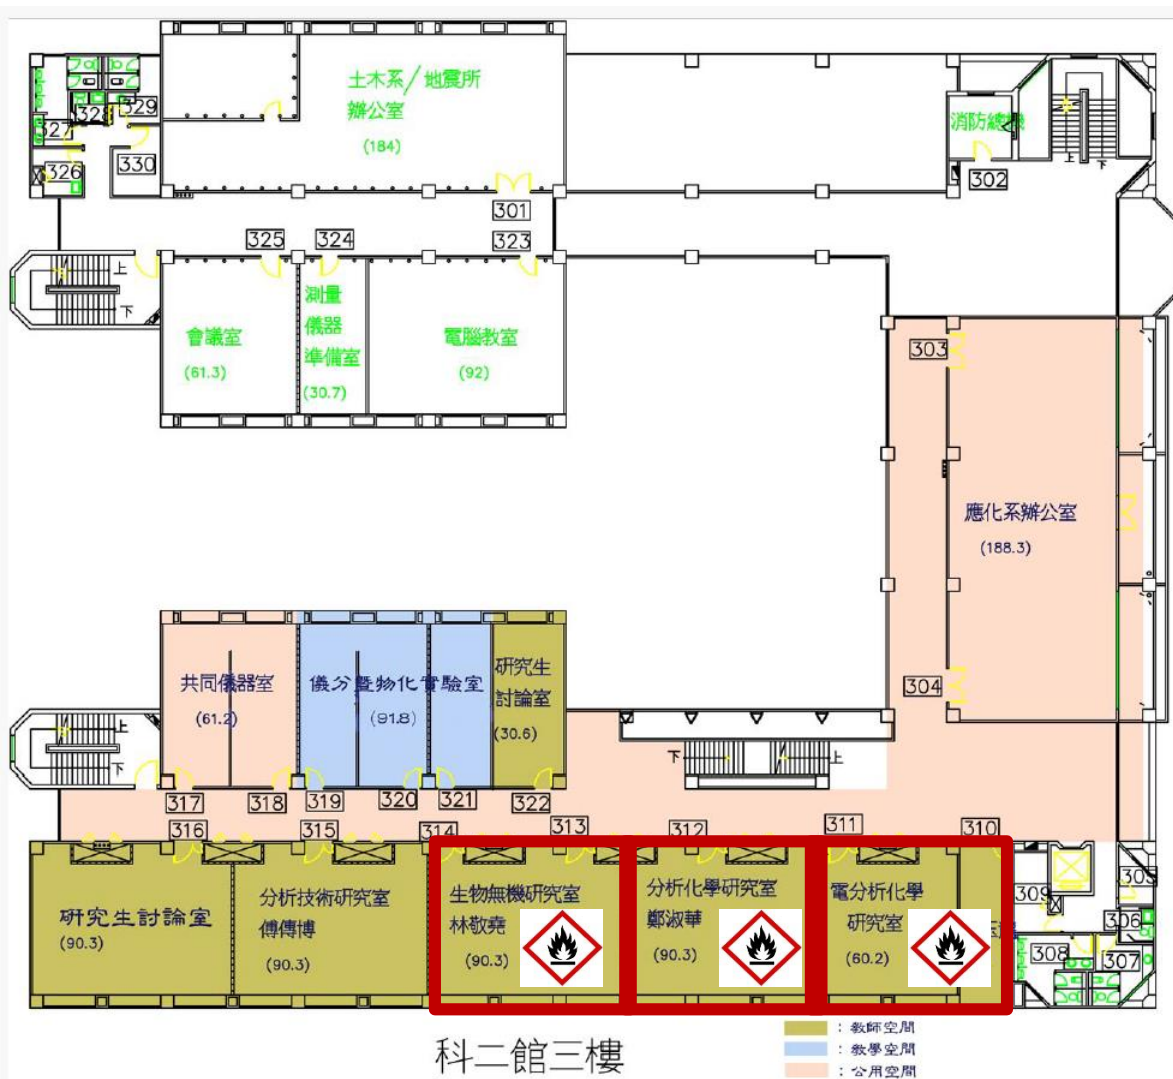 土木系/地震所
辦公室
(184)
消防總機
上
下
329
328
327
326
330
301
302
325
324
323
上
下
測量
儀器
準備室
(30.7)
會議室
(61.3)
電腦教室
(92)
303
應化系辦公室
(188.3)
304
共同儀器室
(61.2)
儀分暨物化實驗室
(91.8)
研究生
討論室
(30.6)
上
下
下
上
317
318
319
320
321
322
316
315
314
313
312
311
310
研究生討論室
(90.3)
分析技術研究室
傅傳博
(90.3)
生物無機研究室
林敬堯
(90.3)
分析化學研究室
鄭淑華
(90.3)
電分析化學
研究室
(60.2)
309
305
306
308
307
科二館三樓
：教師空間
：教學空間
：公用空間